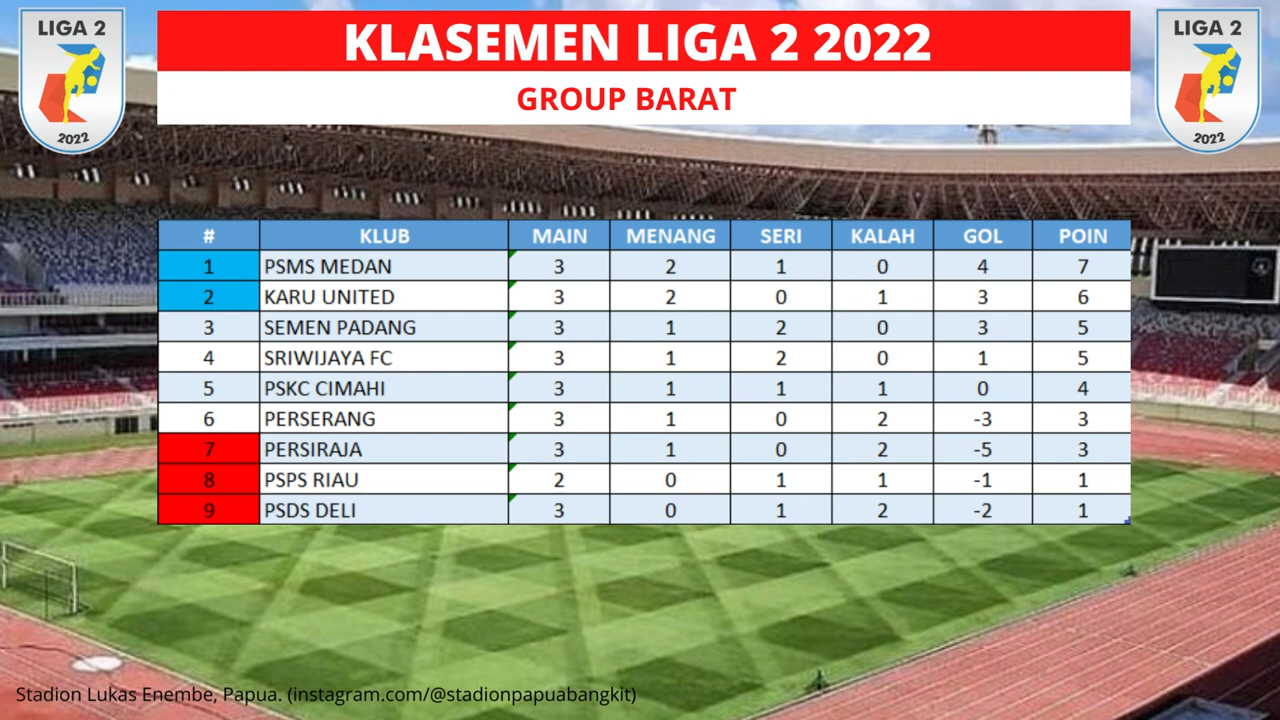 LIGA 2
2022
KLASEMEN LIGA 2 2022
GROUP BARAT
LIGA 2
2022
# KLUB MAIN MENANG SERI KALAH GOL POIN
1 PSMS MEDAN 3 2 1 0 4 7
2 KARU UNITED 3 2 0 1 3 6
3 SEMEN PADANG 3 1 2 0 3 5
4 SRIWIJAYA FC 3 1 2 0 1 5
5 PSKC CIMAHI 3 1 1 1 0 4
6 PERSERANG 3 1 0 2 -3 3
7 PERSIRAJA 3 1 0 2 -5 3
8 PSPS RIAU 2 0 1 1 -1 1
9 PSDS DELI 3 0 1 2 -2 1
Stadion Lukas Enembe, Papua. (instagram.com/@stadionpapuabangkit)